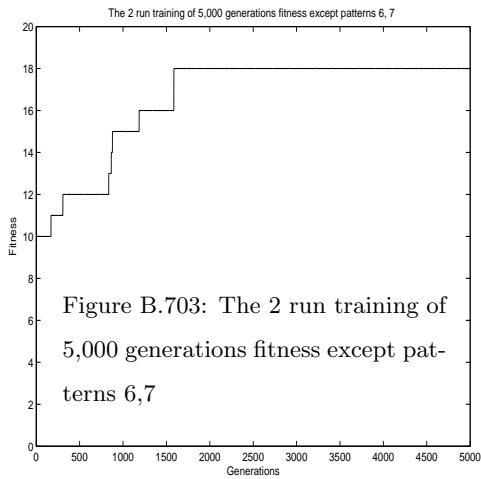 The 2 run training of 5,000 generations fitness except patterns 6, 7
20
18
16
14
12
10
8
6
4
2
0
Fitness
Figure B.703: The 2 run training of
5,000 generations fitness except pat-
terns 6,7
0 500 1000 1500 2000 2500 3000 3500 4000 4500 5000
Generations